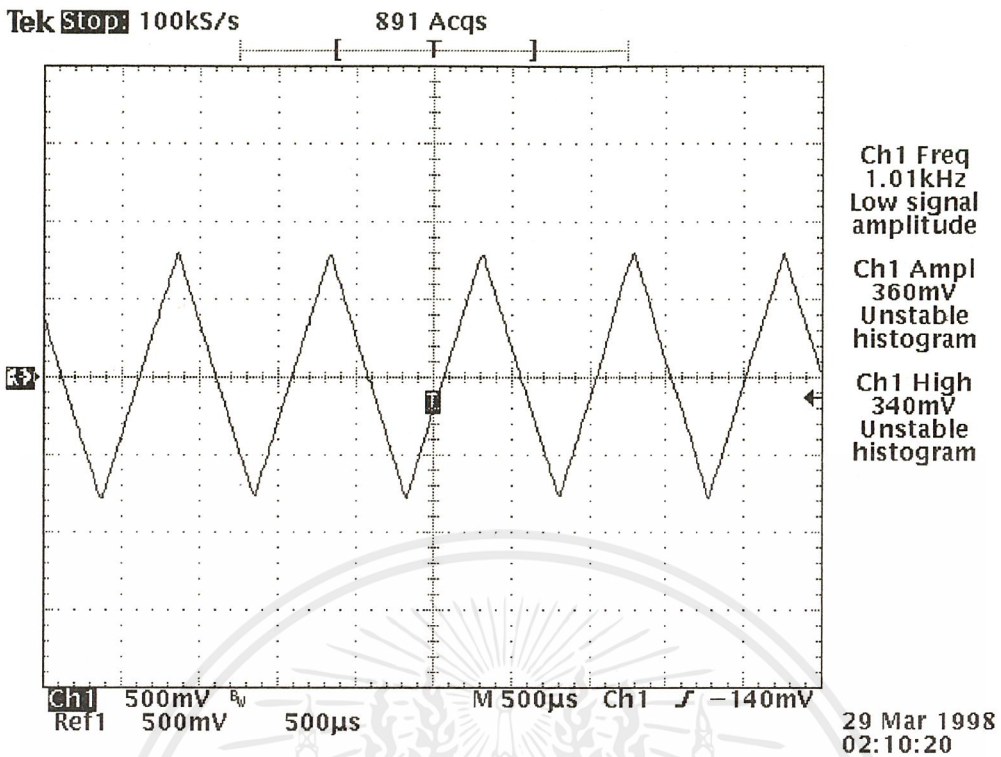 Tek Stop: 100kS/s 891 Acqs
[ T ]
Ch1 Freq
1.01kHz
Low signal
amplitude
Ch1 Ampl
360mV
Unstable
histogram
Ch1 High
340mV
Unstable
histogram
T
Ch1 500mV BW M 500µs Ch1 ƒ −140mV
Ref1 500mV 500µs
29 Mar 1998
02:10:20